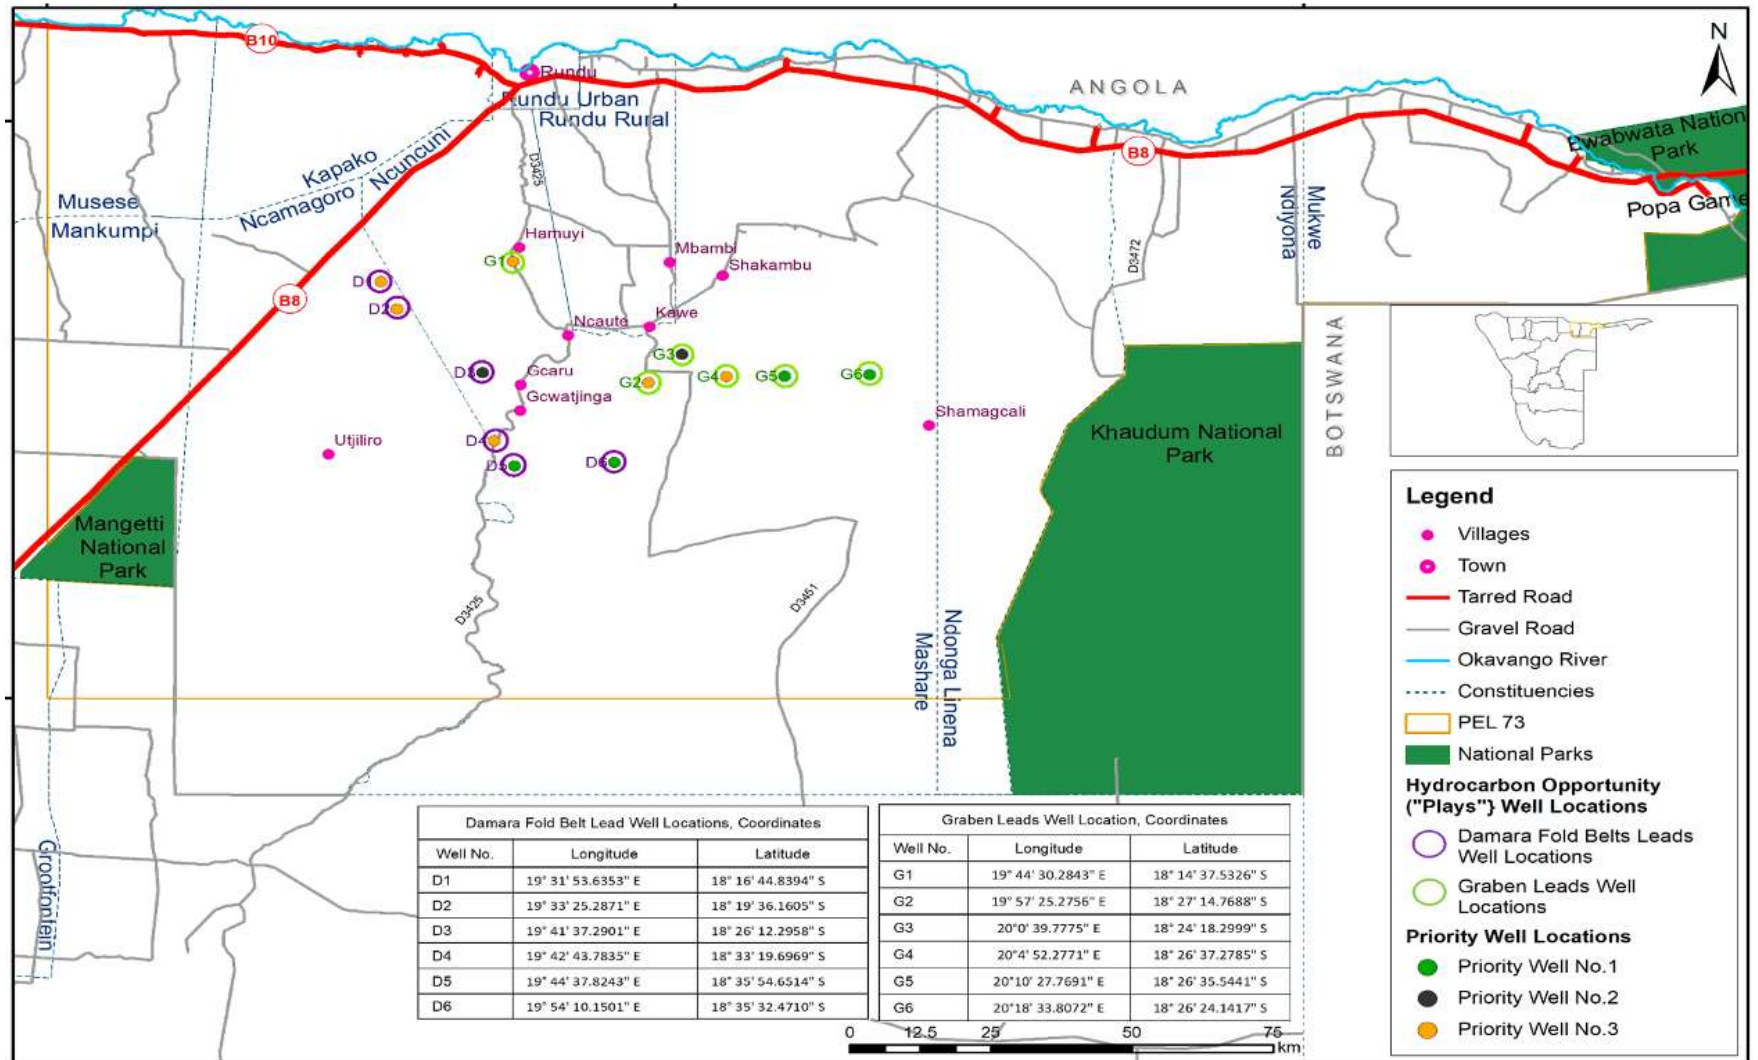 N
B10
Rundu
ANGOLA
Rundu Urban
Rundu Rural
Bwabwata Nation
Park
B8
Kapako
Ncuncuni
D3425
Musese
Ncamagoro
Mankumpi
Popa Game
Mukwe
Ndiyona
Hamuyi
G1
Mbambi
Shakambu
D3472
D1
D2
B8
Ncaute
Kawe
BOTSWANA
G3
D3
Gcaru
G2
G4
G5
G6
Gcwatjinga
Shamagcali
Utjiliro
D4
D5
D6
Khaudum National
Park
Mangetti
National
Park
D3425
D3451
Ndonga Linena
Mashare
Grootfontein
Legend
Villages
Town
Tarred Road
Gravel Road
Okavango River
Constituencies
PEL 73
National Parks
Hydrocarbon Opportunity
("Plays"} Well Locations
Damara Fold Belts Leads
Well Locations
Graben Leads Well
Locations
Priority Well Locations
Priority Well No.1
Priority Well No.2
Priority Well No.3
Damara Fold Belt Lead Well Locations, Coordinates
Well No. Longitude Latitude
D1 19° 31' 53.6353" E 18° 16' 44.8394" S
D2 19° 33' 25.2871" E 18° 19' 36.1605" S
D3 19° 41' 37.2901" E 18° 26' 12.2958" S
D4 19° 42' 43.7835" E 18° 33' 19.6969" S
D5 19° 44' 37.8243" E 18° 35' 54.6514" S
D6 19° 54' 10.1501" E 18° 35' 32.4710" S
Graben Leads Well Location, Coordinates
Well No. Longitude Latitude
G1 19° 44' 30.2843" E 18° 14' 37.5326" S
G2 19° 57' 25.2756" E 18° 27' 14.7688" S
G3 20°0' 39.7775" E 18° 24' 18.2999" S
G4 20°4' 52.2771" E 18° 26' 37.2785" S
G5 20°10' 27.7691" E 18° 26' 35.5441" S
G6 20°18' 33.8072" E 18° 26' 24.1417" S
0 12.5 25 50 75
km